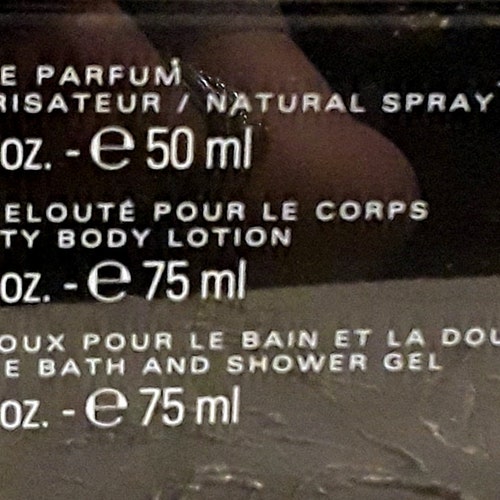 E PARFUM
RISATEUR / NATURAL SPRAY
oz. - ℮ 50 ml
ELOUTÉ POUR LE CORPS
TY BODY LOTION
oz. - ℮ 75 ml
OUX POUR LE BAIN ET LA DOU
E BATH AND SHOWER GEL
oz. - ℮ 75 ml